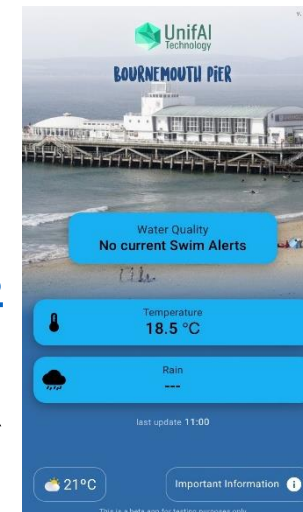 UnifAI
Technology
BOURNEMOUTH PIER
Water Quality
No current Swim Alerts
Temperature
18.5 °C
Rain
---
last update 11:00
21°C
Important Information
This is a beta app for testing purposes only